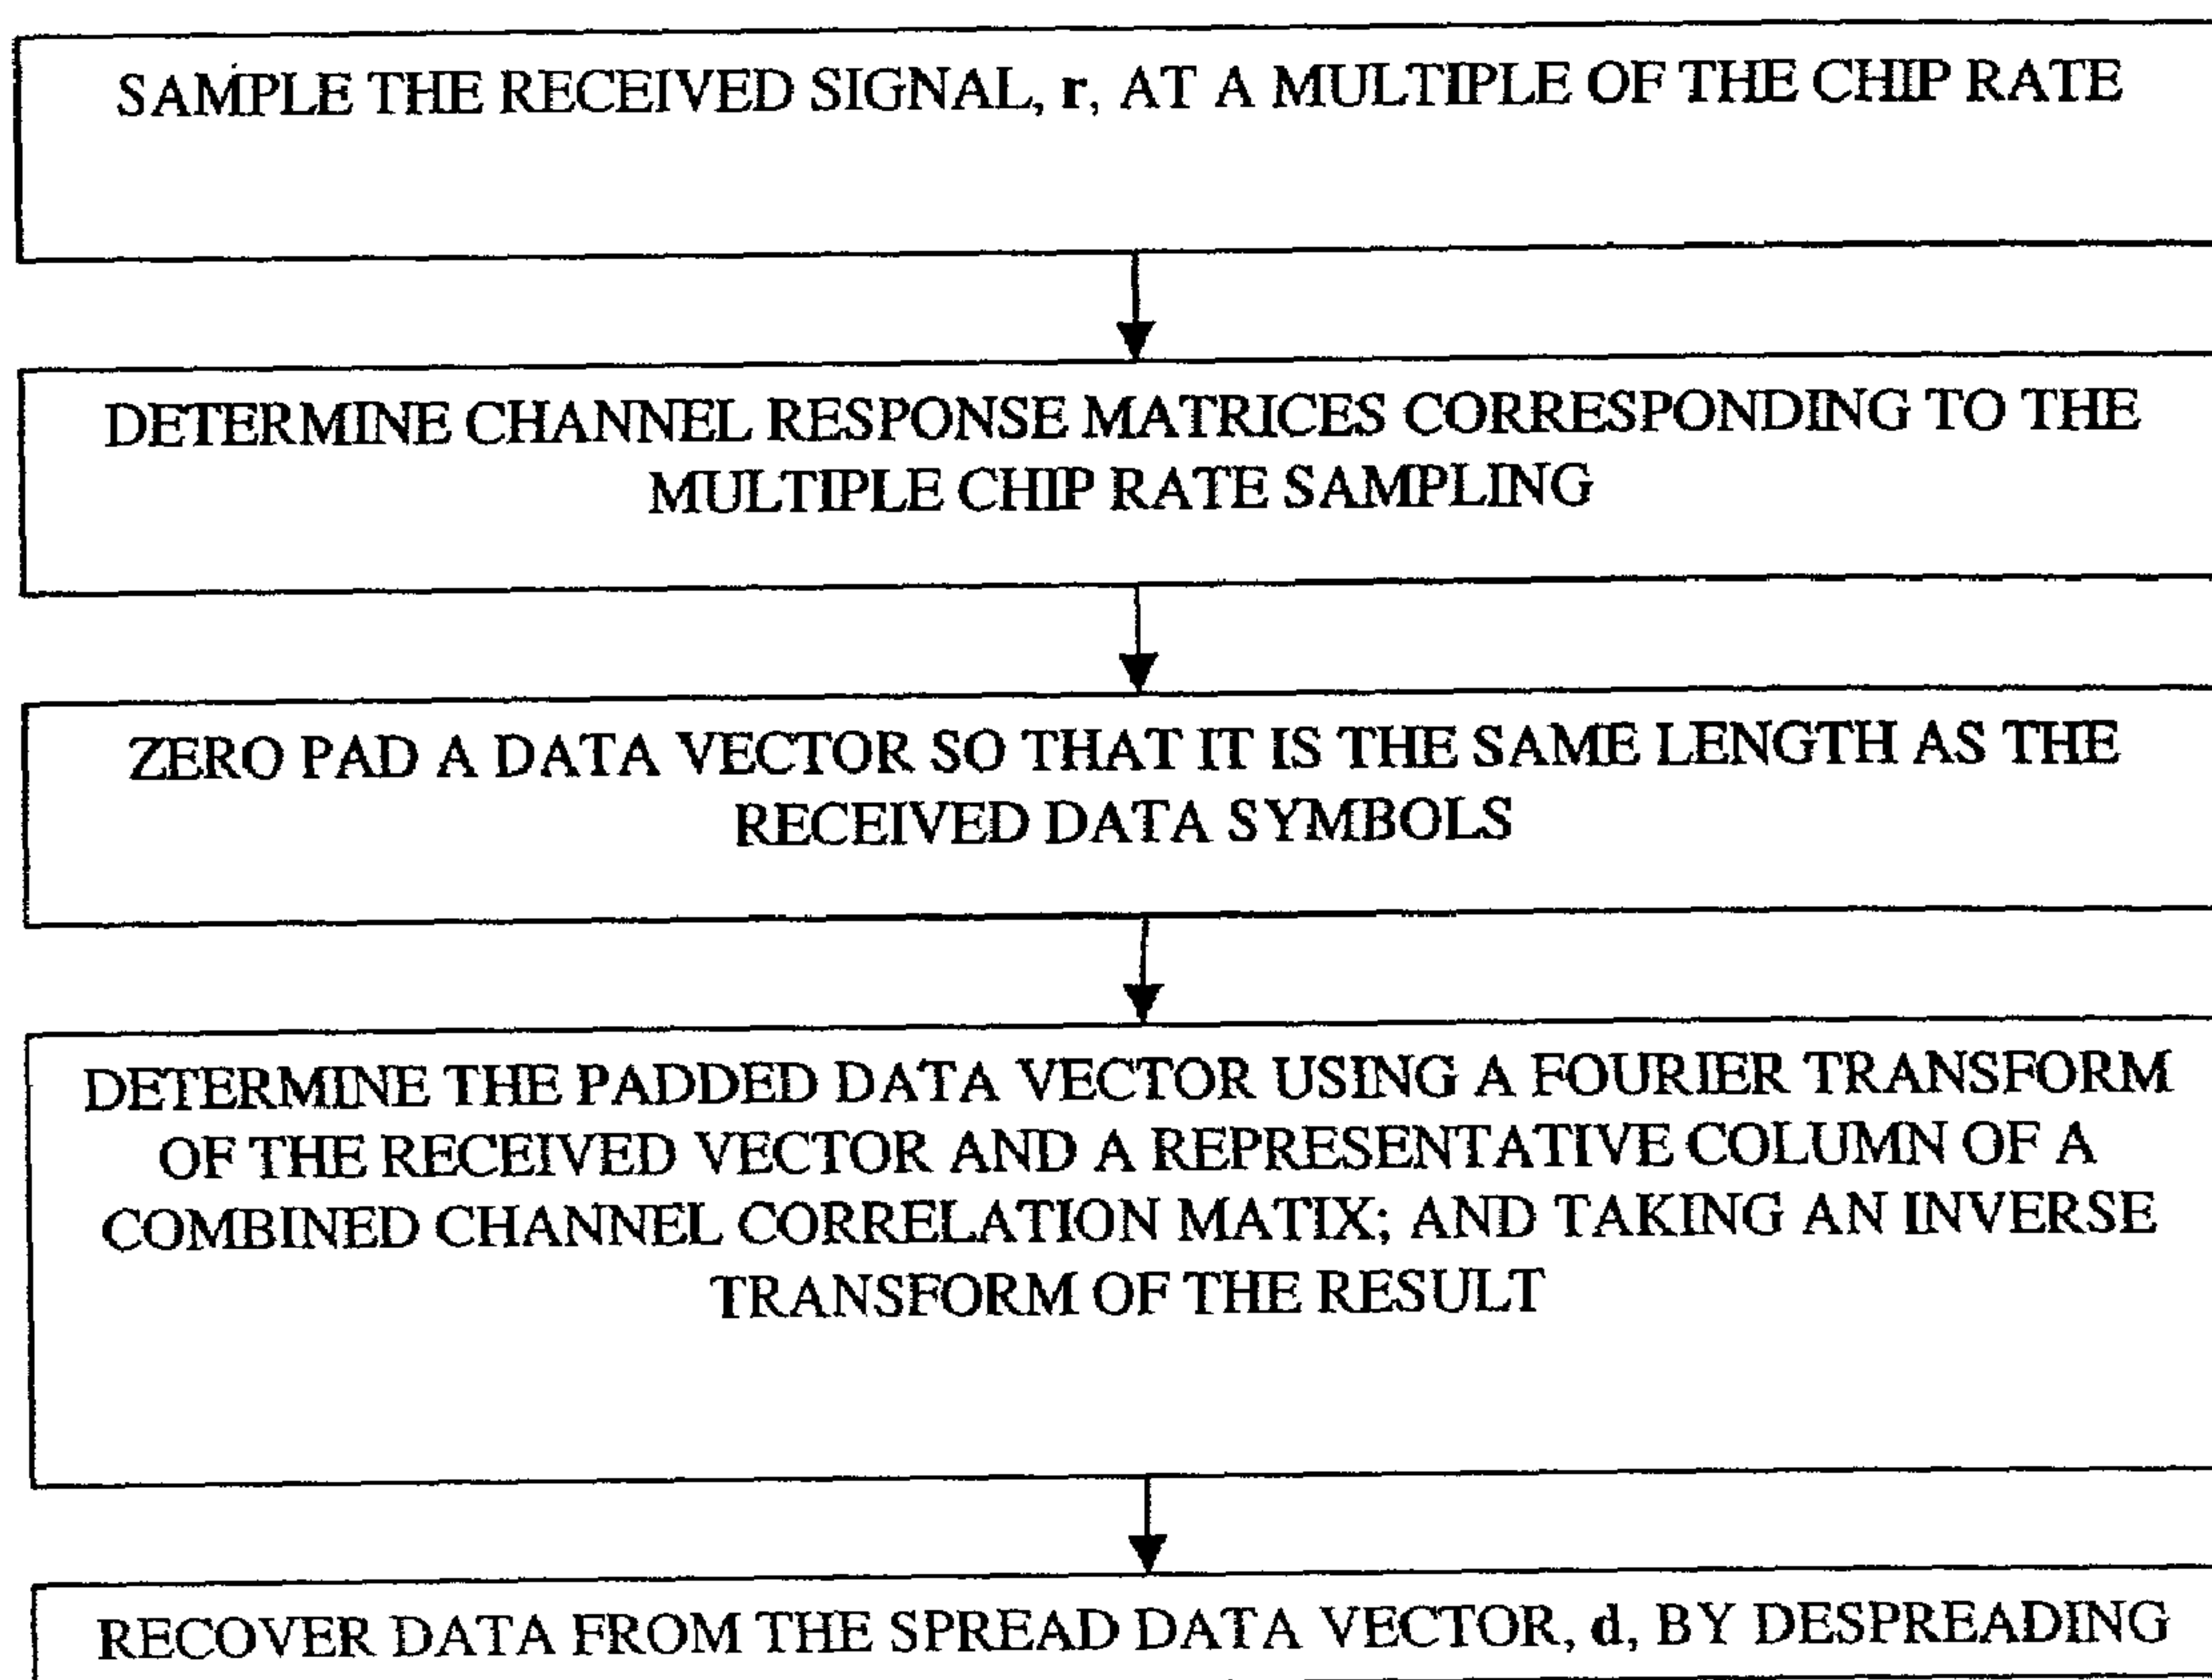 SAMPLE THE RECEIVED SIGNAL, r, AT A MULTIPLE OF THE CHIP RATE
DETERMINE CHANNEL RESPONSE MATRICES CORRESPONDING TO THE
MULTIPLE CHIP RATE SAMPLING
ZERO PAD A DATA VECTOR SO THAT IT IS THE SAME LENGTH AS THE
RECEIVED DATA SYMBOLS
DETERMINE THE PADDED DATA VECTOR USING A FOURIER TRANSFORM
OF THE RECEIVED VECTOR AND A REPRESENTATIVE COLUMN OF A
COMBINED CHANNEL CORRELATION MATIX; AND TAKING AN INVERSE
TRANSFORM OF THE RESULT
RECOVER DATA FROM THE SPREAD DATA VECTOR, d, BY DESPREADING